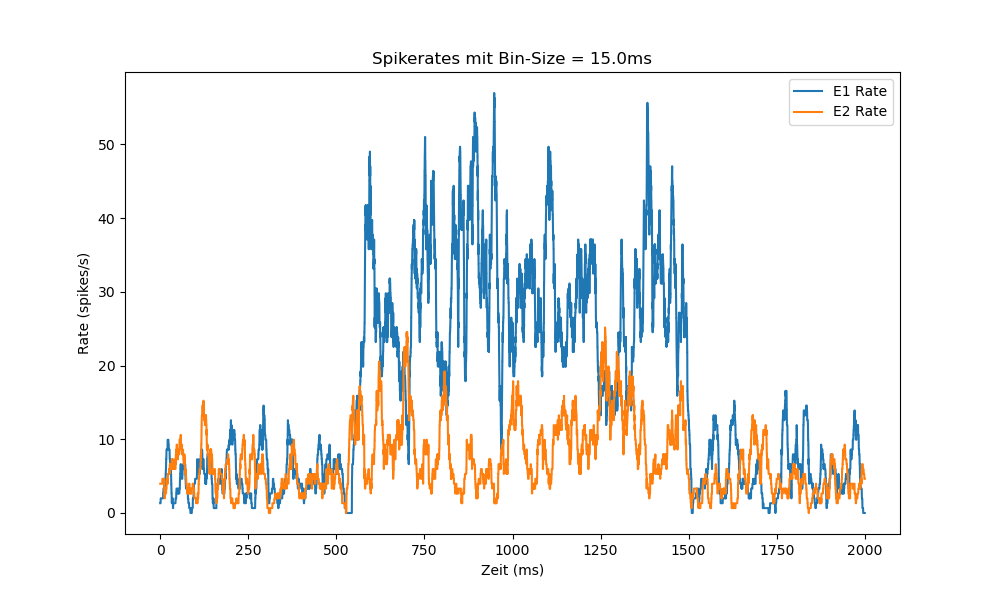 Spikerates mit Bin-Size = 15.0ms
E1 Rate
E2 Rate
Rate (spikes/s)
50
40
30
20
10
0
0 250 500 750 1000 1250 1500 1750 2000
Zeit (ms)